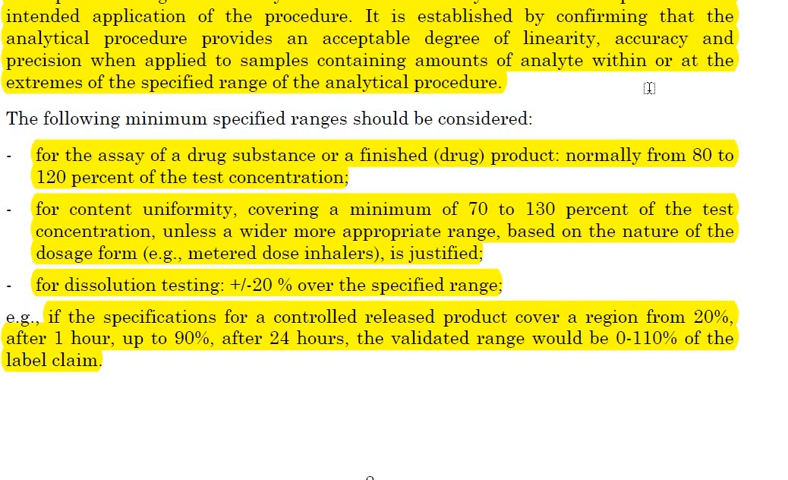 intended application of the procedure. It is established by confirming that the
analytical procedure provides an acceptable degree of linearity, accuracy and
precision when applied to samples containing amounts of analyte within or at the
extremes of the specified range of the analytical procedure.
The following minimum specified ranges should be considered:
- for the assay of a drug substance or a finished (drug) product: normally from 80 to
120 percent of the test concentration;
- for content uniformity, covering a minimum of 70 to 130 percent of the test
concentration, unless a wider more appropriate range, based on the nature of the
dosage form (e.g., metered dose inhalers), is justified;
- for dissolution testing: +/-20 % over the specified range;
e.g., if the specifications for a controlled released product cover a region from 20%,
after 1 hour, up to 90%, after 24 hours, the validated range would be 0-110% of the
label claim.